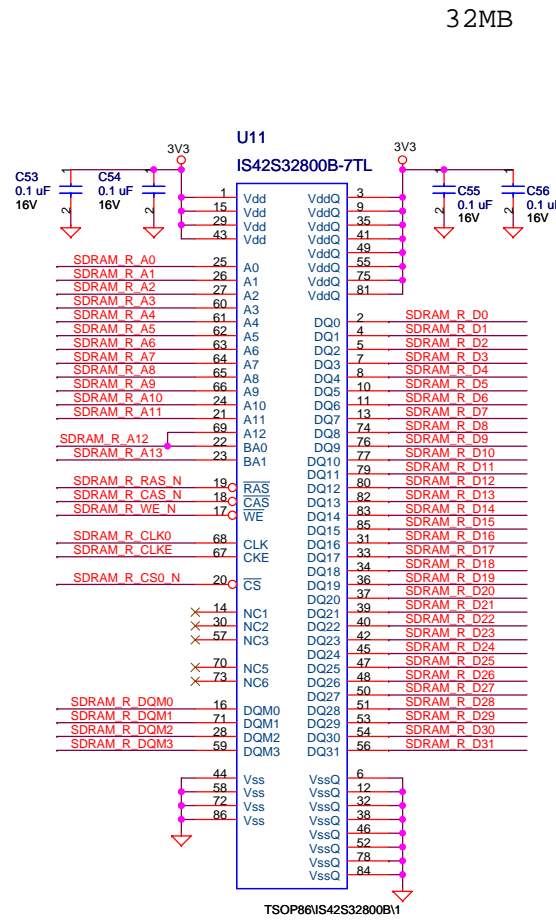 32MB
U11
3V3
3V3
IS42S32800B-7TL
C53
0.1 uF
16V
2
C54
0.1 uF
16V
2
C55
0.1 uF
16V
2
C56
0.1 uF
16V
2
1 Vdd VddQ 3
15 Vdd VddQ 9
29 Vdd VddQ 35
43 Vdd VddQ 41
VddQ 49
VddQ 55
VddQ 75
VddQ 81
SDRAM_R_A0 25 A0
SDRAM_R_A1 26 A1
SDRAM_R_A2 27 A2
SDRAM_R_A3 60 A3
SDRAM_R_A4 61 A4
SDRAM_R_A5 62 A5
SDRAM_R_A6 63 A6
SDRAM_R_A7 64 A7
SDRAM_R_A8 65 A8
SDRAM_R_A9 66 A9
SDRAM_R_A10 24 A10
SDRAM_R_A11 21 A11
69 A12
SDRAM_R_A12 22 BA0
SDRAM_R_A13 23 BA1
SDRAM_R_RAS_N 19 RAS
SDRAM_R_CAS_N 18 CAS
SDRAM_R_WE_N 17 WE
SDRAM_R_CLK0 68 CLK
SDRAM_R_CLKE 67 CKE
SDRAM_R_CS0_N 20 CS
14 NC1
30 NC2
57 NC3
70 NC5
73 NC6
SDRAM_R_DQM0 16 DQM0
SDRAM_R_DQM1 71 DQM1
SDRAM_R_DQM2 28 DQM2
SDRAM_R_DQM3 59 DQM3
DQ0 2 SDRAM_R_D0
DQ1 4 SDRAM_R_D1
DQ2 5 SDRAM_R_D2
DQ3 7 SDRAM_R_D3
DQ4 8 SDRAM_R_D4
DQ5 10 SDRAM_R_D5
DQ6 11 SDRAM_R_D6
DQ7 13 SDRAM_R_D7
DQ8 74 SDRAM_R_D8
DQ9 76 SDRAM_R_D9
DQ10 77 SDRAM_R_D10
DQ11 79 SDRAM_R_D11
DQ12 80 SDRAM_R_D12
DQ13 82 SDRAM_R_D13
DQ14 83 SDRAM_R_D14
DQ15 85 SDRAM_R_D15
DQ16 31 SDRAM_R_D16
DQ17 33 SDRAM_R_D17
DQ18 34 SDRAM_R_D18
DQ19 36 SDRAM_R_D19
DQ20 37 SDRAM_R_D20
DQ21 39 SDRAM_R_D21
DQ22 40 SDRAM_R_D22
DQ23 42 SDRAM_R_D23
DQ24 45 SDRAM_R_D24
DQ25 47 SDRAM_R_D25
DQ26 48 SDRAM_R_D26
DQ27 50 SDRAM_R_D27
DQ28 51 SDRAM_R_D28
DQ29 53 SDRAM_R_D29
DQ30 54 SDRAM_R_D30
DQ31 56 SDRAM_R_D31
44 Vss VssQ 6
58 Vss VssQ 12
72 Vss VssQ 32
86 Vss VssQ 38
VssQ 46
VssQ 52
VssQ 78
VssQ 84
TSOP86\IS42S32800B\1